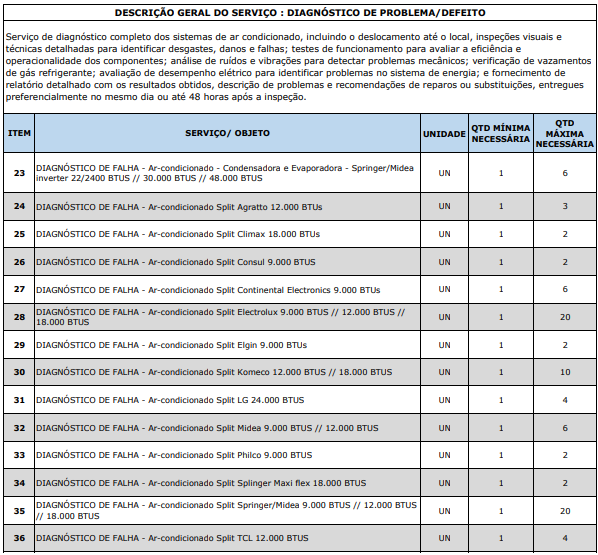 DESCRIÇÃO GERAL DO SERVIÇO : DIAGNÓSTICO DE PROBLEMA/DEFEITO
Serviço de diagnóstico completo dos sistemas de ar condicionado, incluindo o deslocamento até o local, inspeções visuais e
técnicas detalhadas para identificar desgastes, danos e falhas; testes de funcionamento para avaliar a eficiência e
operacionalidade dos componentes; análise de ruídos e vibrações para detectar problemas mecânicos; verificação de vazamentos
de gás refrigerante; avaliação de desempenho elétrico para identificar problemas no sistema de energia; e fornecimento de
relatório detalhado com os resultados obtidos, descrição de problemas e recomendações de reparos ou substituições, entregues
preferencialmente no mesmo dia ou até 48 horas após a inspeção.
ITEM SERVIÇO/ OBJETO UNIDADE QTD MÍNIMA NECESSÁRIA QTD MÁXIMA NECESSÁRIA
23 DIAGNÓSTICO DE FALHA - Ar-condicionado - Condensadora e Evaporadora - Springer/Midea
inverter 22/2400 BTUS // 30.000 BTUS // 48.000 BTUS UN 1 6
24 DIAGNÓSTICO DE FALHA - Ar-condicionado Split Agratto 12.000 BTUs UN 1 3
25 DIAGNÓSTICO DE FALHA - Ar-condicionado Split Climax 18.000 BTUs UN 1 2
26 DIAGNÓSTICO DE FALHA - Ar-condicionado Split Consul 9.000 BTUS UN 1 2
27 DIAGNÓSTICO DE FALHA - Ar-condicionado Split Continental Electronics 9.000 BTUs UN 1 6
28 DIAGNÓSTICO DE FALHA - Ar-condicionado Split Electrolux 9.000 BTUS // 12.000 BTUS //
18.000 BTUS UN 1 20
29 DIAGNÓSTICO DE FALHA - Ar-condicionado Split Elgin 9.000 BTUs UN 1 2
30 DIAGNÓSTICO DE FALHA - Ar-condicionado Split Komeco 12.000 BTUS // 18.000 BTUS UN 1 10
31 DIAGNÓSTICO DE FALHA - Ar-condicionado Split LG 24.000 BTUS UN 1 4
32 DIAGNÓSTICO DE FALHA - Ar-condicionado Split Midea 9.000 BTUS // 12.000 BTUS UN 1 6
33 DIAGNÓSTICO DE FALHA - Ar-condicionado Split Philco 9.000 BTUS UN 1 2
34 DIAGNÓSTICO DE FALHA - Ar-condicionado Split Splinger Maxi flex 18.000 BTUS UN 1 2
35 DIAGNÓSTICO DE FALHA - Ar-condicionado Split Springer/Midea 9.000 BTUS // 12.000 BTUS
// 18.000 BTUS UN 1 20
36 DIAGNÓSTICO DE FALHA - Ar-condicionado Split TCL 12.000 BTUS UN 1 4